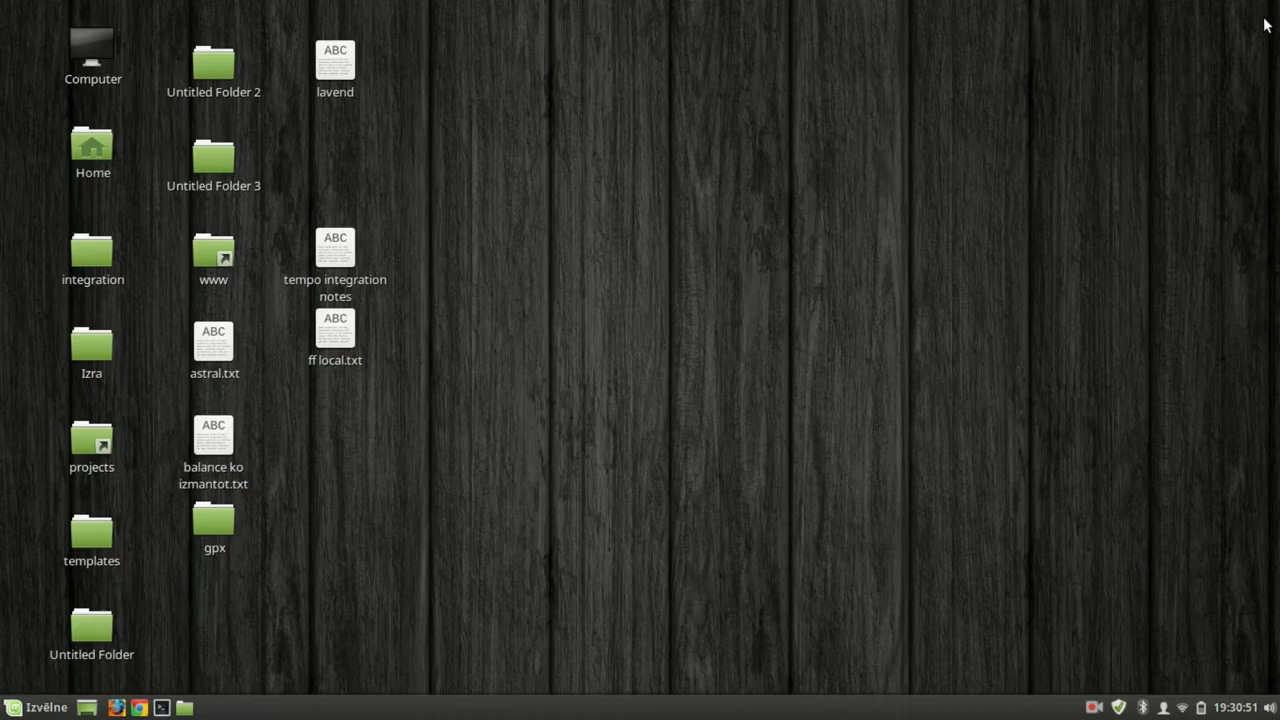 Computer
Untitled Folder 2
ABC
lavend
Home
Untitled Folder 3
integration
www
ABC
tempo integration
notes
Izra
ABC
astral.txt
ABC
ff local.txt
projects
ABC
balance ko
izmantot.txt
templates
gpx
Untitled Folder
Izvēlne
19:30:51